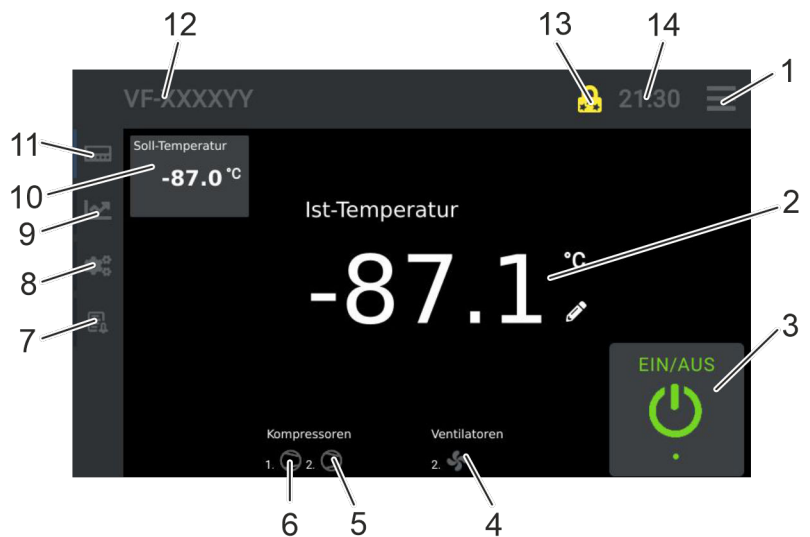 12
13
14
1
VF-XXXXYY
21:30
11
Soll-Temperatur
-87.0 °C
10
Ist-Temperatur
2
9
-87.1 °C
8
7
3
EIN/AUS
Kompressoren
Ventilatoren
1. 2.
2.
6
5
4